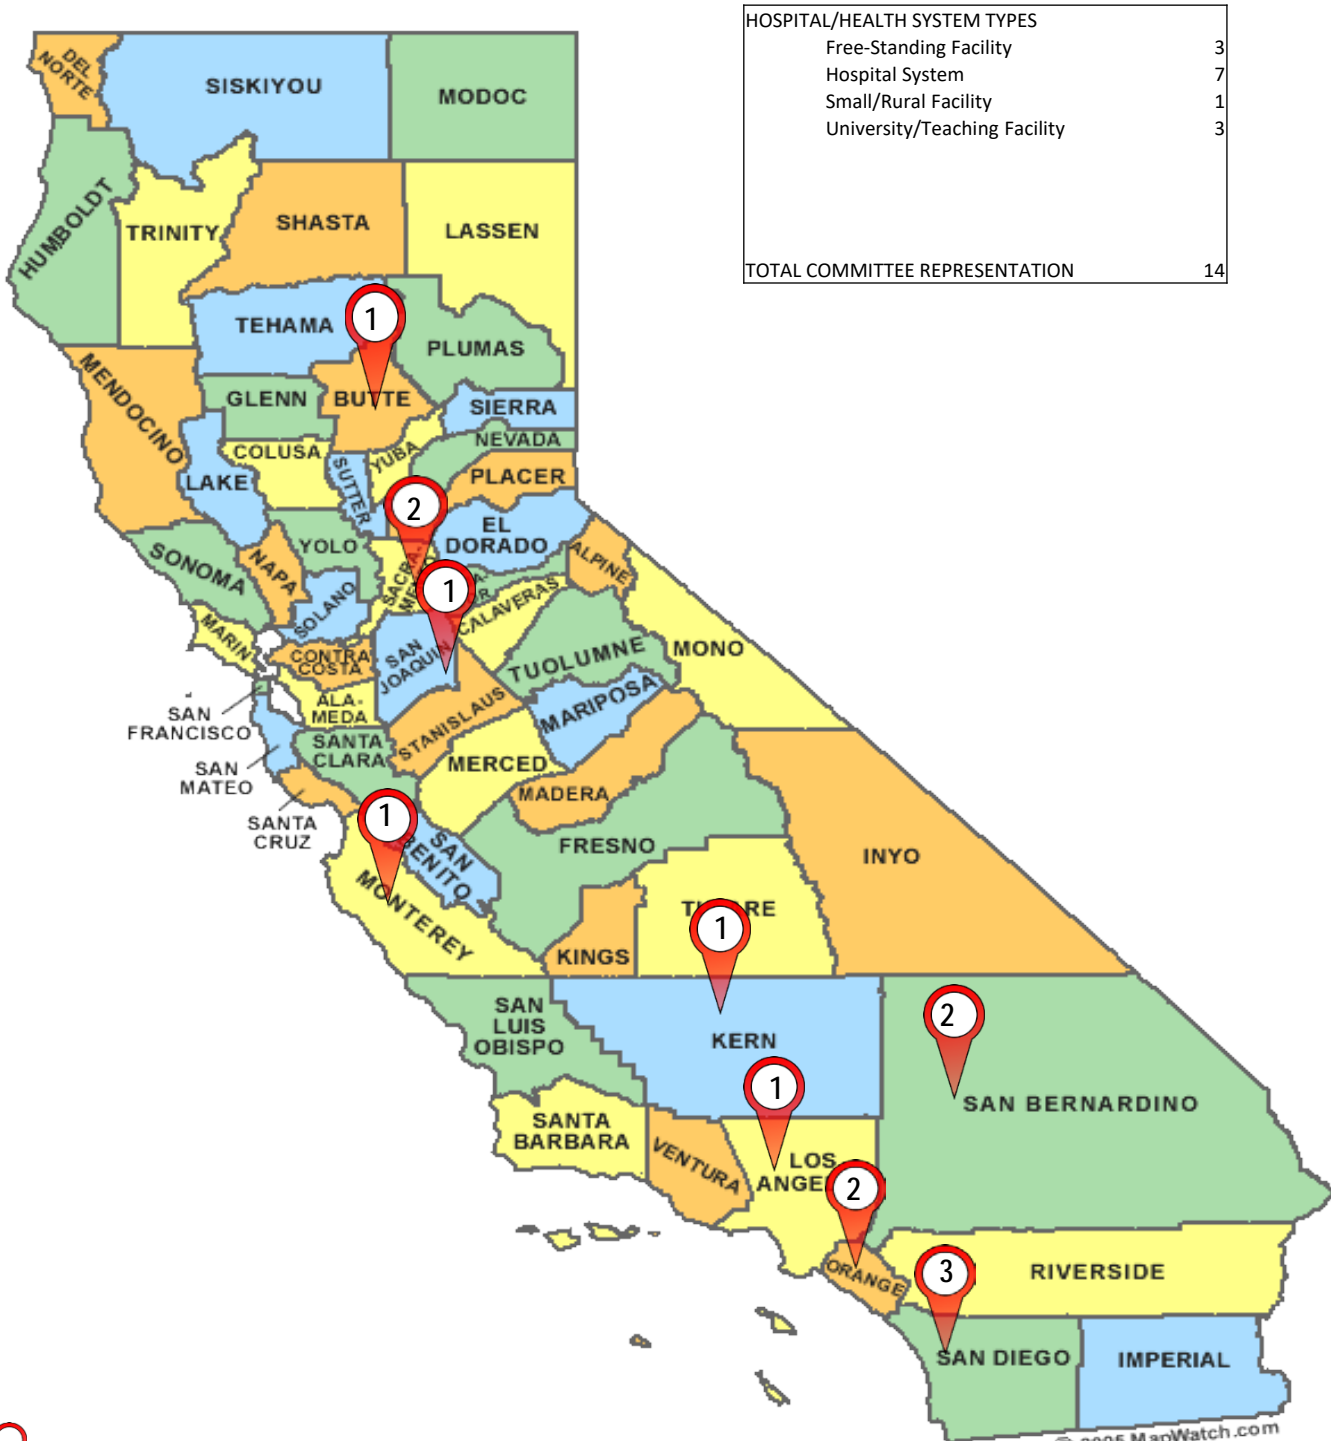 HOSPITAL/HEALTH SYSTEM TYPES
Free-Standing Facility 3
Hospital System 7
Small/Rural Facility 1
University/Teaching Facility 3
TOTAL COMMITTEE REPRESENTATION 14
DEL
NORTE
SISKIYOU
MODOC
HUMBOLDT
TRINITY
SHASTA
LASSEN
TEHAMA
1
PLUMAS
MENDOCINO
GLENN
BUTTE
SIERRA
COLUSA
SUTTER
YUBA
NEVADA
LAKE
PLACER
2
EL
DORADO
ALPINE
SONOMA
NAPA
YOLO
SOLANO
1
CALAVERAS
MARIN
CONTRA
COSTA
SAN
JOAQUIN
TUOLUMNE
MONO
SAN
FRANCISCO
ALA-
MEDA
STANISLAUS
MARIPOSA
SANTA
CLARA
MERCED
SAN
MATEO
MADERA
SANTA
CRUZ
1
SAN
BENITO
FRESNO
INYO
MONTEREY
1
KINGS
SAN
LUIS
OBISPO
KERN
2
SAN BERNARDINO
1
SANTA
BARBARA
VENTURA
LOS
2
ORANGE
3
RIVERSIDE
SAN DIEGO
IMPERIAL
MapWatch.com